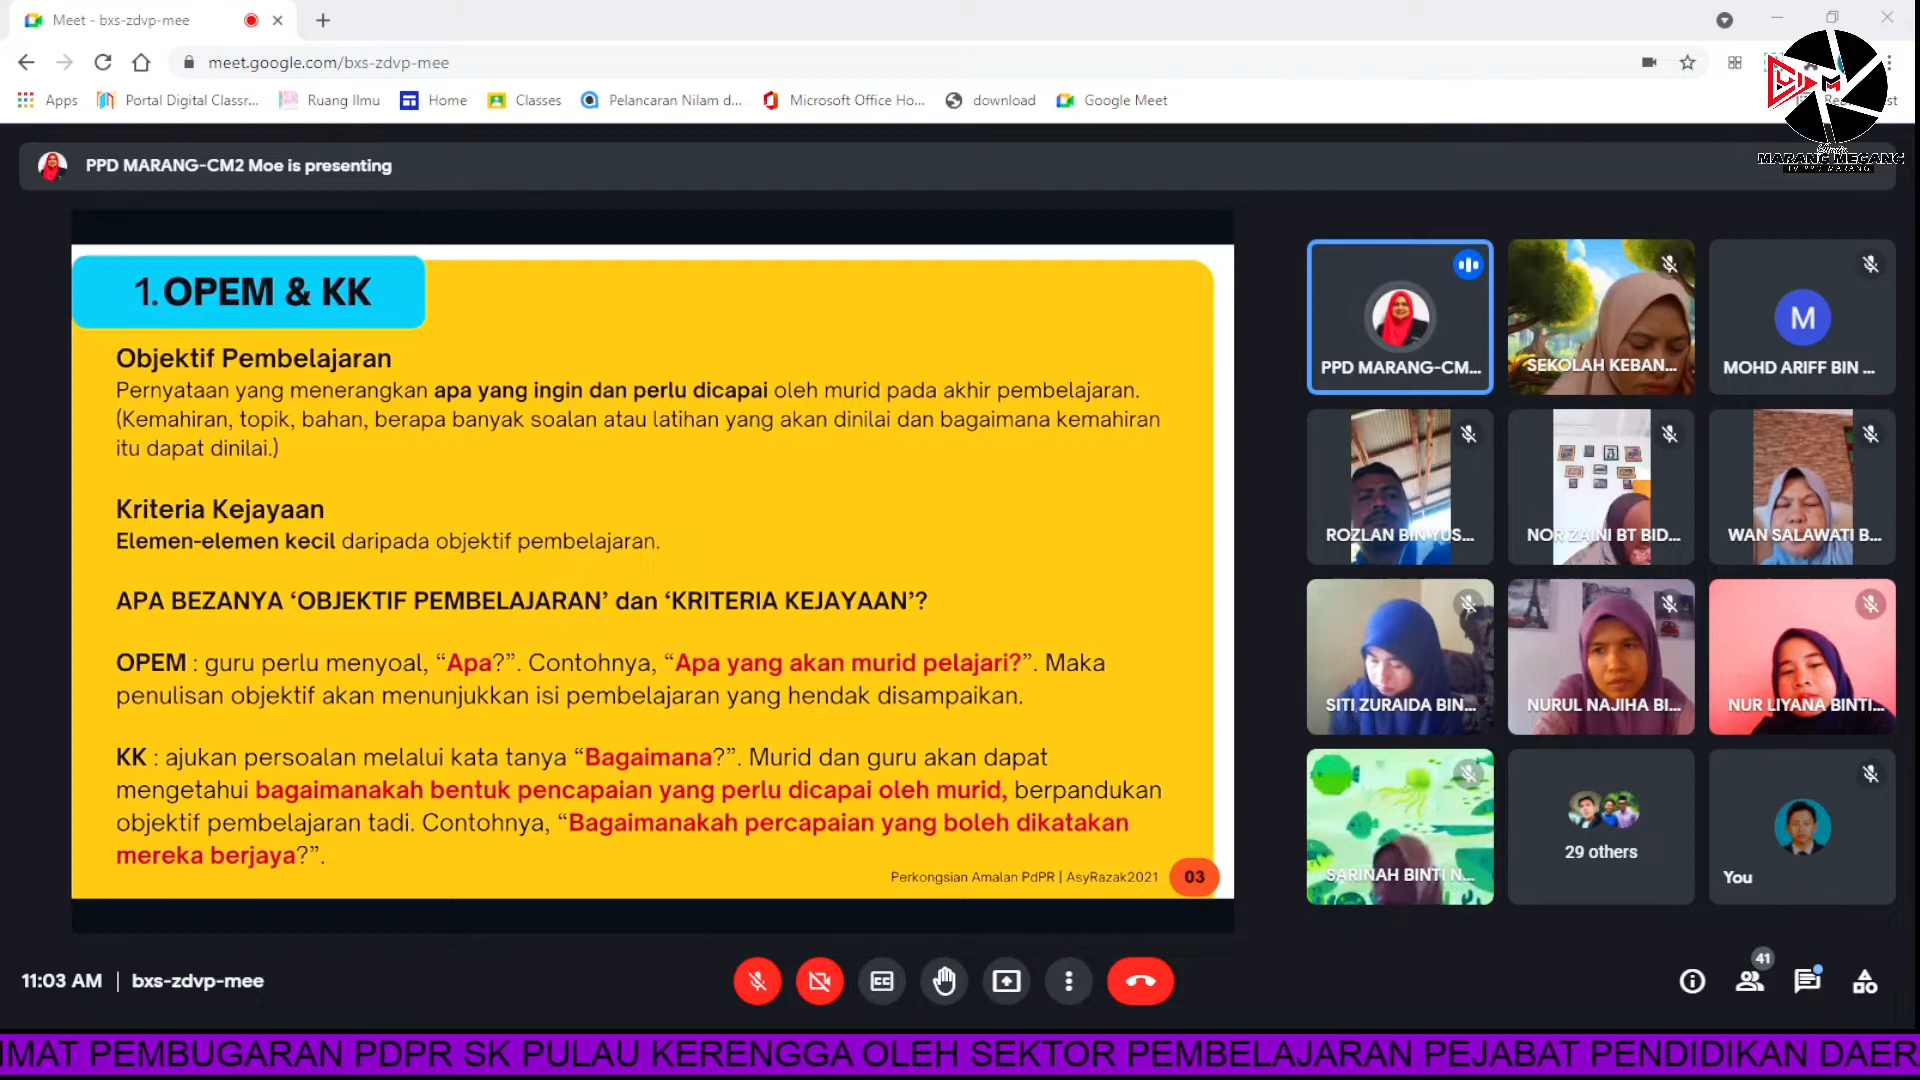 Meet - bxs-zdvp-mee
meet.google.com/bxs-zdvp-mee
Apps
Portal Digital Classr...
Ruang Ilmu
Home
Classes
Pelancaran Nilam d...
Microsoft Office Ho...
download
Google Meet
MARANG MEGANG
TV PPD MARANG
PPD MARANG-CM2 Moe is presenting
1. OPEM & KK
Objektif Pembelajaran
Pernyataan yang menerangkan apa yang ingin dan perlu dicapai oleh murid pada akhir pembelajaran.
(Kemahiran, topik, bahan, berapa banyak soalan atau latihan yang akan dinilai dan bagaimana kemahiran
itu dapat dinilai.)
Kriteria Kejayaan
Elemen-elemen kecil daripada objektif pembelajaran.
APA BEZANYA ‘OBJEKTIF PEMBELAJARAN’ dan ‘KRITERIA KEJAYAAN’?
OPEM : guru perlu menyoal, “Apa?”. Contohnya, “Apa yang akan murid pelajari?”. Maka
penulisan objektif akan menunjukkan isi pembelajaran yang hendak disampaikan.
KK : ajukan persoalan melalui kata tanya “Bagaimana?”. Murid dan guru akan dapat
mengetahui bagaimanakah bentuk pencapaian yang perlu dicapai oleh murid, berpandukan
objektif pembelajaran tadi. Contohnya, “Bagaimanakah percapaian yang boleh dikatakan
mereka berjaya?”.
Perkongsian Amalan PdPR | AsyRazak2021
03
PPD MARANG-CM...
SEKOLAH KEBAN...
M
MOHD ARIFF BIN ...
ROZLAN BIN YUS...
NOR ZAINI BT BID...
WAN SALAWATI B...
SITI ZURAIDA BIN...
NURUL NAJIHA BI...
NUR LIYANA BINTI...
SARINAH BINTI N...
29 others
You
11:03 AM | bxs-zdvp-mee
41
IMAT PEMBUGARAN PDPR SK PULAU KERENGGA OLEH SEKTOR PEMBELAJARAN PEJABAT PENDIDIKAN DAER